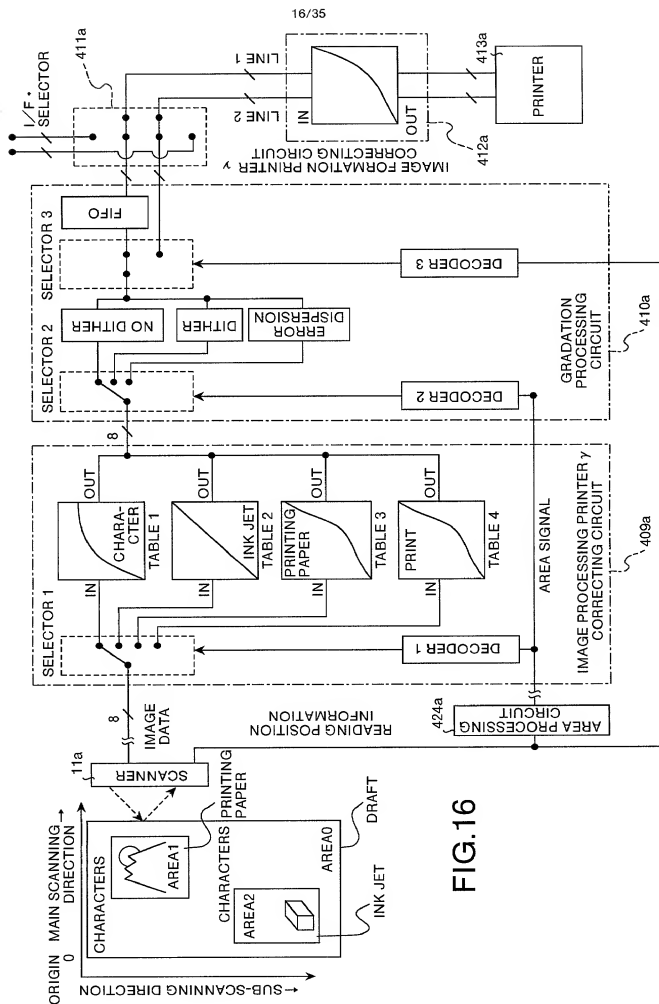 16/35
ORIGIN
0
MAIN SCANNING →
DIRECTION
←SUB-SCANNING DIRECTION
CHARACTERS
AREA1
CHARACTERS
AREA2
AREA0
PRINTING
PAPER
DRAFT
INK JET
11a
SCANNER
8
IMAGE
DATA
READING POSITION
INFORMATION
424a
AREA PROCESSING
CIRCUIT
SELECTOR 1
IN
OUT
CHARA-
CTER
TABLE 1
IN
OUT
INK JET
TABLE 2
IN
OUT
PRINTING
PAPER
TABLE 3
IN
OUT
PRINT
TABLE 4
DECODER 1
AREA SIGNAL
IMAGE PROCESSING PRINTER γ
CORRECTING CIRCUIT
409a
8
SELECTOR 2
NO DITHER
DITHER
ERROR
DISPERSION
SELECTOR 3
FIFO
DECODER 2
DECODER 3
GRADATION
PROCESSING
CIRCUIT
410a
I/F•
SELECTOR
411a
LINE 1
LINE 2
IMAGE FORMATION PRINTER γ
CORRECTING CIRCUIT
IN
OUT
412a
413a
PRINTER
FIG.16